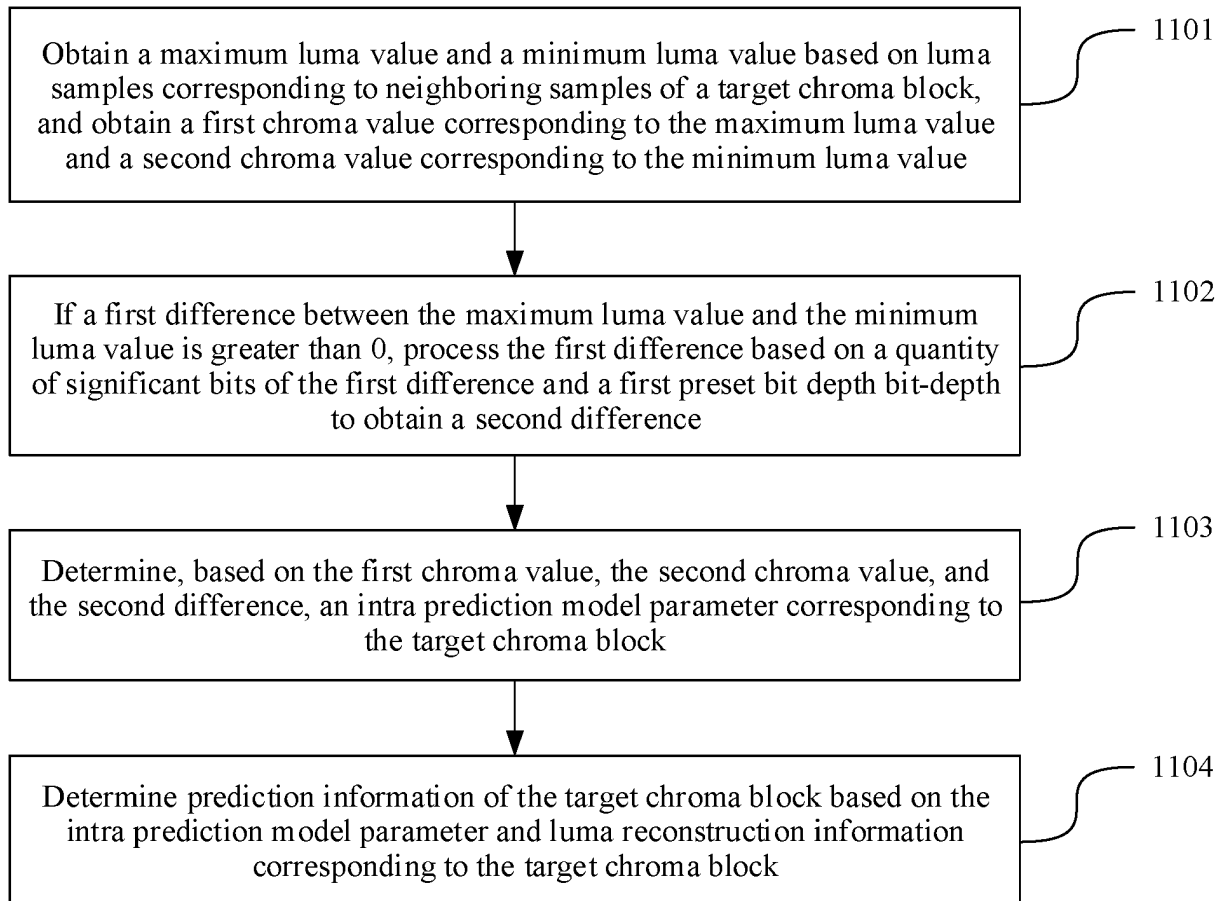 1101
Obtain a maximum luma value and a minimum luma value based on luma
samples corresponding to neighboring samples of a target chroma block,
and obtain a first chroma value corresponding to the maximum luma value
and a second chroma value corresponding to the minimum luma value
1102
If a first difference between the maximum luma value and the minimum
luma value is greater than 0, process the first difference based on a quantity
of significant bits of the first difference and a first preset bit depth bit-depth
to obtain a second difference
1103
Determine, based on the first chroma value, the second chroma value, and
the second difference, an intra prediction model parameter corresponding to
the target chroma block
1104
Determine prediction information of the target chroma block based on the
intra prediction model parameter and luma reconstruction information
corresponding to the target chroma block